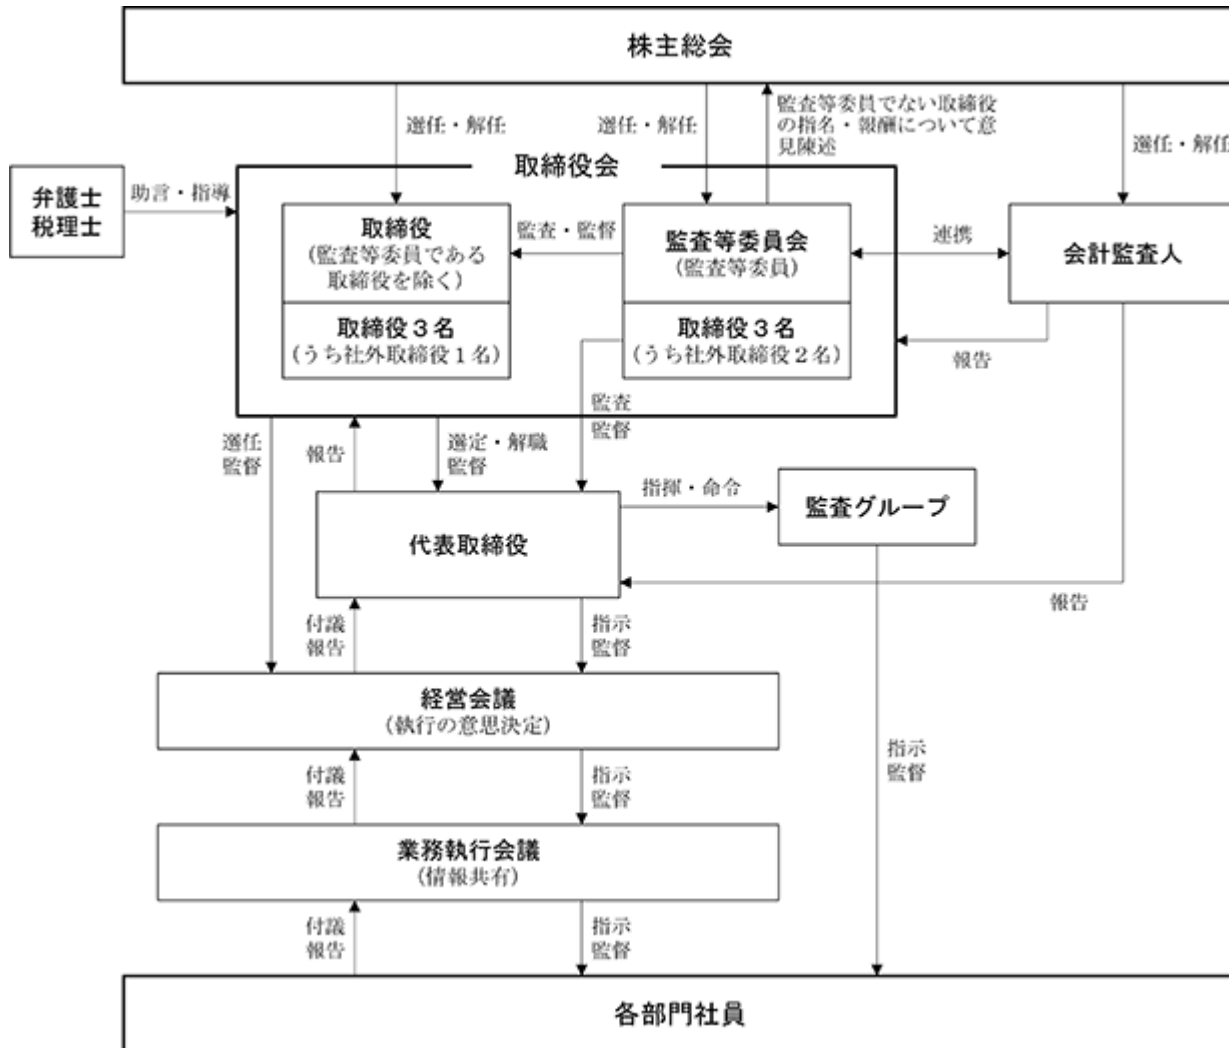 株主総会
選任・解任
選任・解任
監査等委員でない取締役
の指名・報酬について意
見陳述
選任・解任
弁護士
税理士
助言・指導
取締役会
取締役
(監査等委員である
取締役を除く)
監査・監督
監査等委員会
(監査等委員)
連携
会計監査人
取締役3名
(うち社外取締役1名)
取締役3名
(うち社外取締役2名)
報告
監査
監督
選任
監督
報告
選定・解職
監督
代表取締役
指揮・命令
監査グループ
報告
付議
報告
指示
監督
経営会議
(執行の意思決定)
付議
報告
指示
監督
指示
監督
業務執行会議
(情報共有)
付議
報告
指示
監督
各部門社員